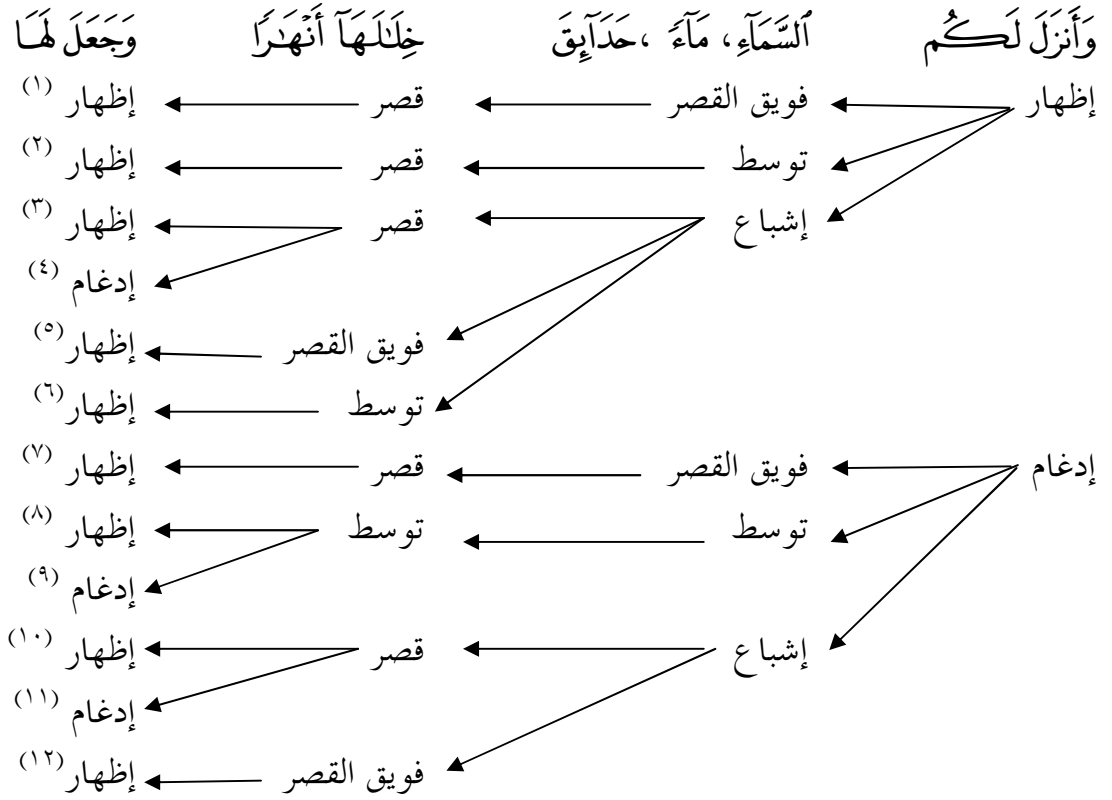 وَأَنزَلَ لَكُم ٱلسَّمَآءِ، مَآءً ،حَدَآئِقَ خِلَٰلَهَآ أَنْهَٰرًا وَجَعَلَ لَهَا
إظهار فويق القصر قصر إظهار (١)
توسط قصر إظهار (٢)
إشباع قصر إظهار (٣)
إدغام (٤)
فويق القصر إظهار (٥)
توسط إظهار (٦)
إدغام فويق القصر قصر إظهار (٧)
توسط توسط إظهار (٨)
إدغام (٩)
إشباع قصر إظهار (١٠)
إدغام (١١)
فويق القصر إظهار (١٢)